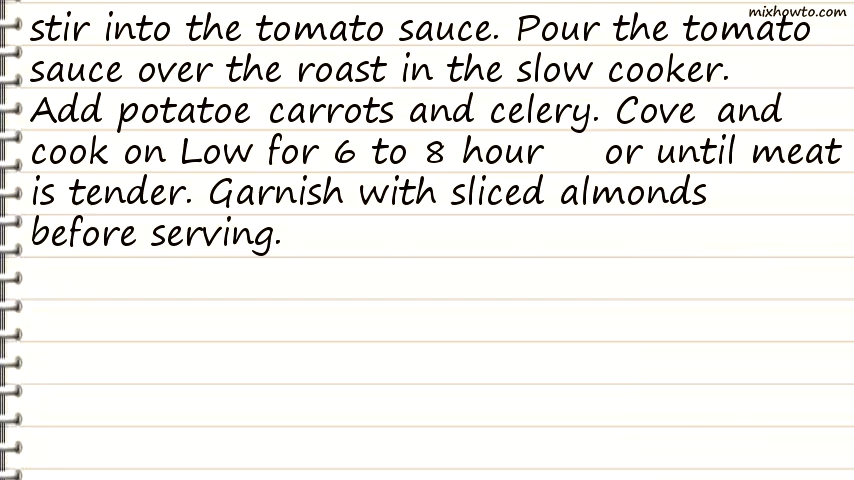 mixhowto.com
stir into the tomato sauce. Pour the tomato
sauce over the roast in the slow cooker.
Add potatoe carrots and celery. Cove and
cook on Low for 6 to 8 hour or until meat
is tender. Garnish with sliced almonds
before serving.